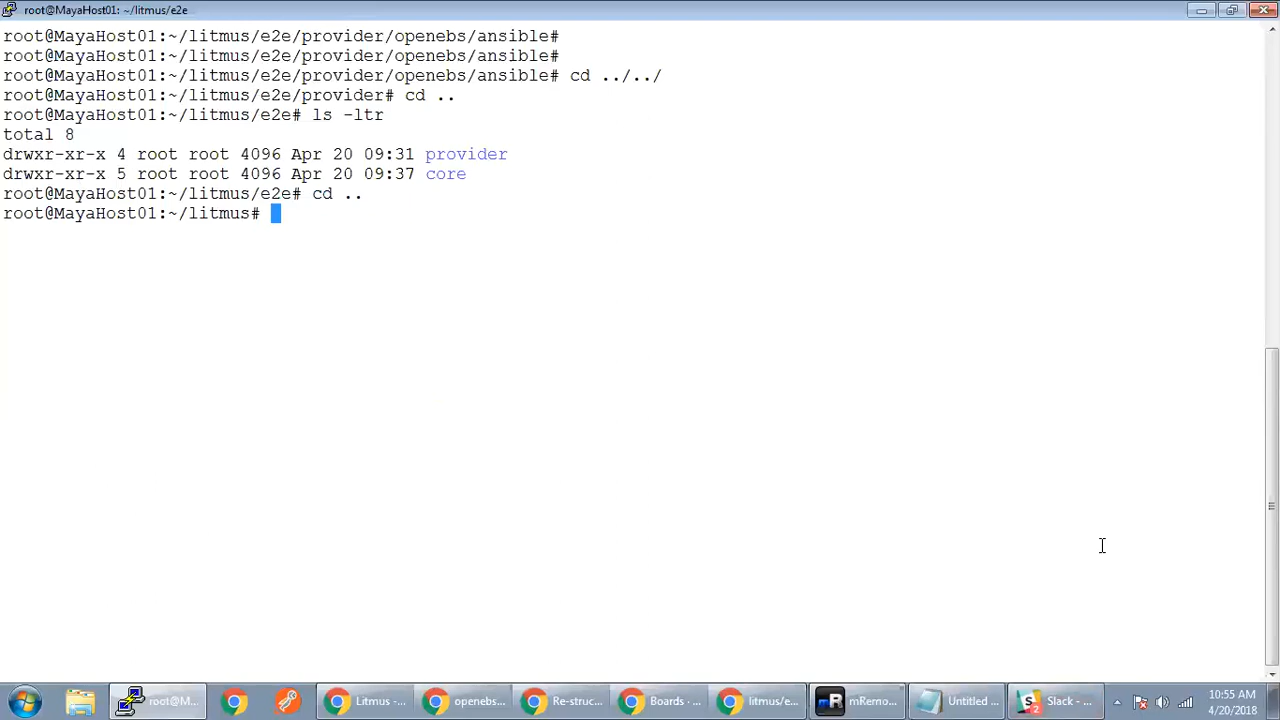 root@MayaHost01: ~/litmus/e2e
root@MayaHost01:~/litmus/e2e/provider/openebs/ansible#
root@MayaHost01:~/litmus/e2e/provider/openebs/ansible#
root@MayaHost01:~/litmus/e2e/provider/openebs/ansible# cd ../../
root@MayaHost01:~/litmus/e2e/provider# cd ..
root@MayaHost01:~/litmus/e2e# ls -ltr
total 8
drwxr-xr-x 4 root root 4096 Apr 20 09:31 provider
drwxr-xr-x 5 root root 4096 Apr 20 09:37 core
root@MayaHost01:~/litmus/e2e# cd ..
root@MayaHost01:~/litmus#
root@M... Litmus -... openebs... Re-struc... Boards -... litmus/e... mR mRemo... Untitled ... 2 Slack - ... 10:55 AM
4/20/2018